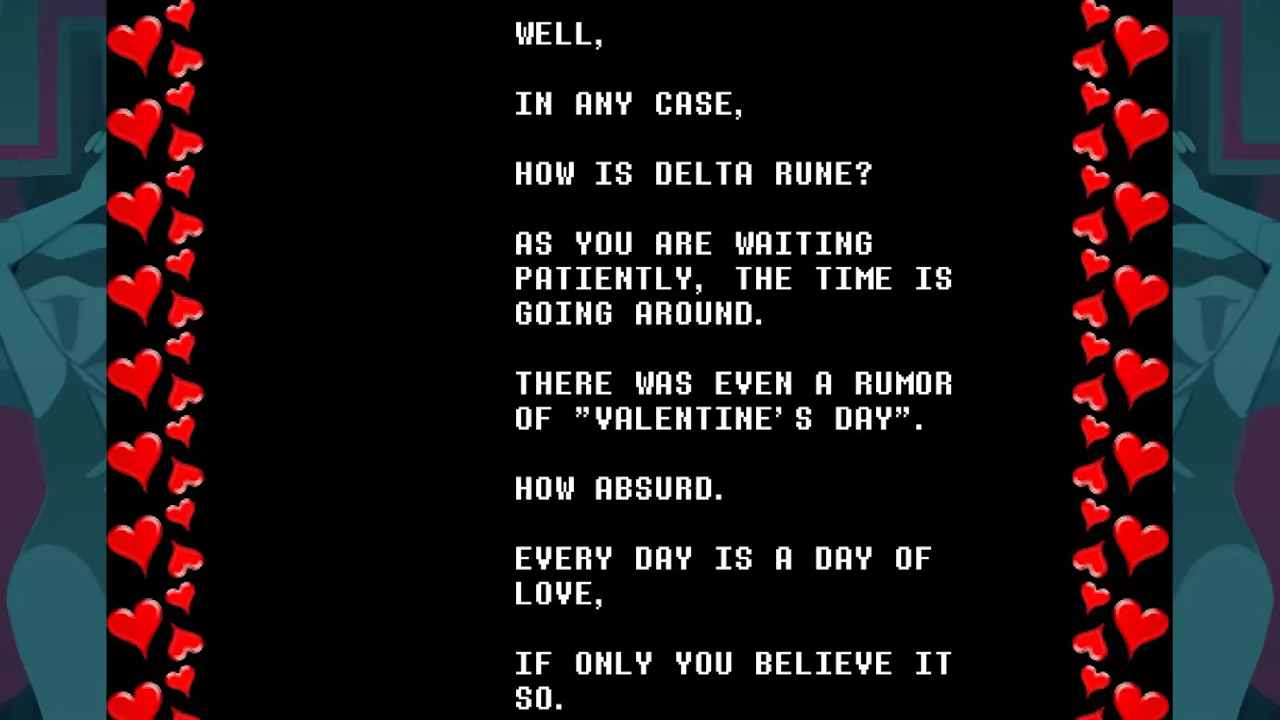 WELL,
IN ANY CASE,
HOW IS DELTA RUNE?
AS YOU ARE WAITING
PATIENTLY, THE TIME IS
GOING AROUND.
THERE WAS EVEN A RUMOR
OF "VALENTINE'S DAY".
HOW ABSURD.
EVERY DAY IS A DAY OF
LOVE,
IF ONLY YOU BELIEVE IT
SO.